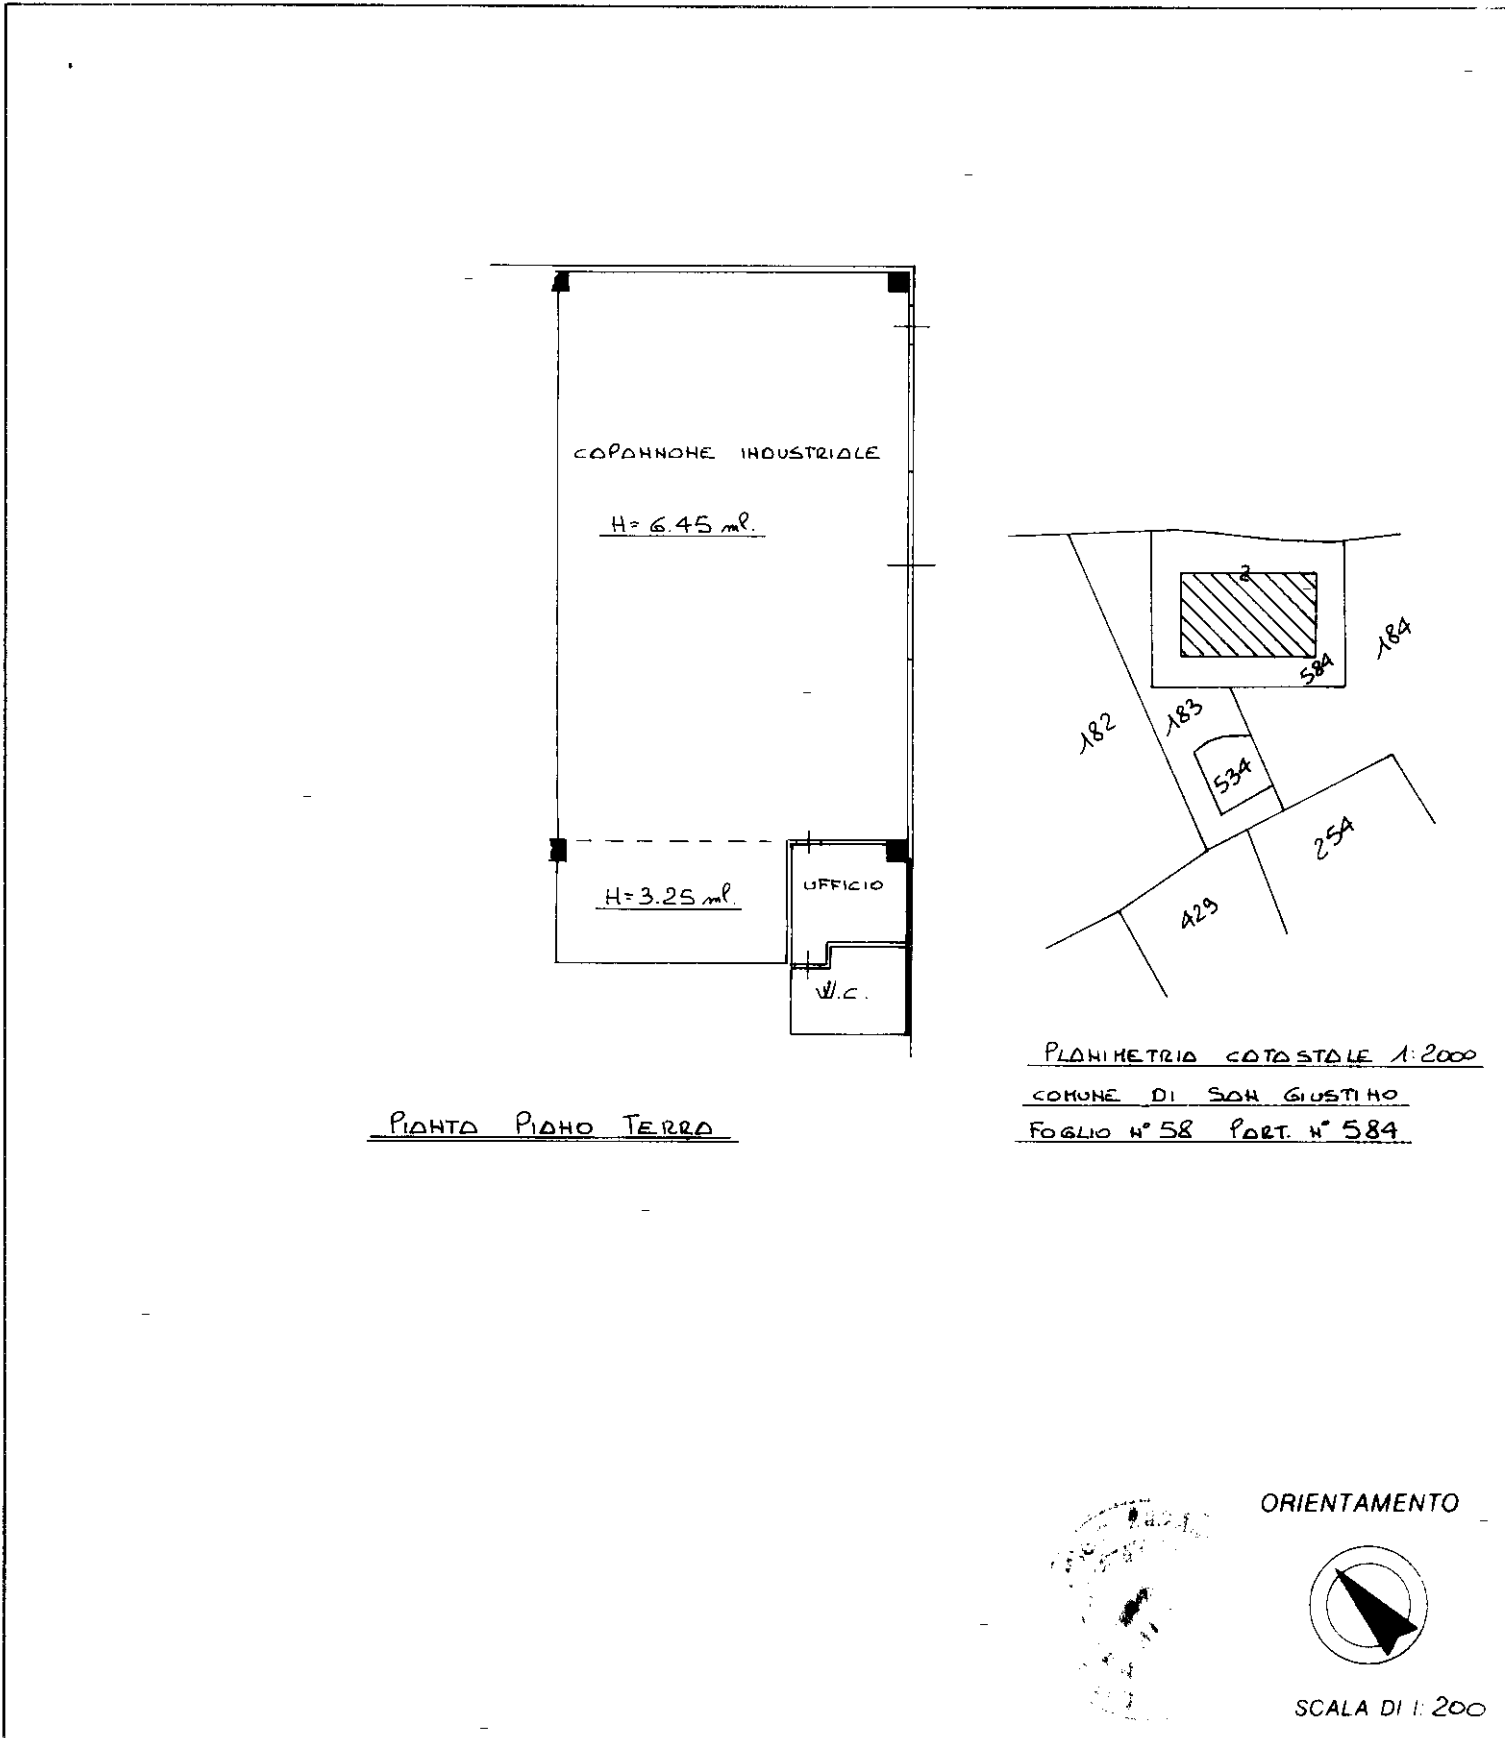 CAPANNONE INDUSTRIALE
H= 6.45 ml.
H= 3.25 ml.
UFFICIO
W.C.
PIANTA PIANO TERRA
2
584
184
182
183
534
254
429
PLANIMETRIA CATASTALE 1:2000
COMUNE DI SAN GIUSTINO
FOGLIO N° 58 PART. N° 584
ORIENTAMENTO
SCALA DI 1: 200